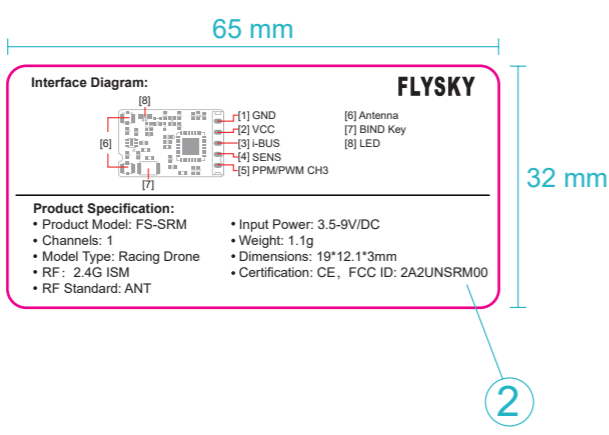 65 mm
Interface Diagram:
FLYSKY
[8]
[1] GND
[2] VCC
[3] i-BUS
[4] SENS
[5] PPM/PWM CH3
[6] Antenna
[7] BIND Key
[8] LED
[6]
[7]
32 mm
Product Specification:
• Product Model: FS-SRM
• Channels: 1
• Model Type: Racing Drone
• RF： 2.4G ISM
• RF Standard: ANT
• Input Power: 3.5-9V/DC
• Weight: 1.1g
• Dimensions: 19*12.1*3mm
• Certification: CE，FCC ID: 2A2UNSRM00
2